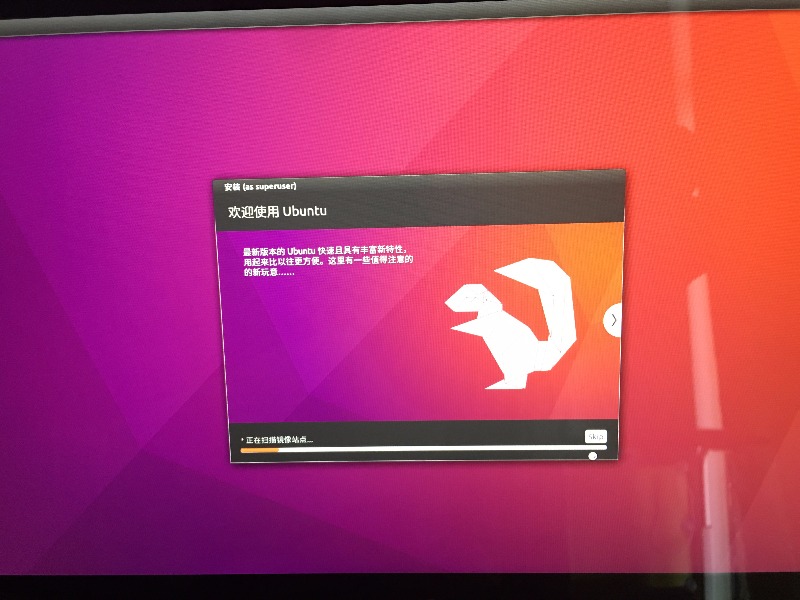 安装 (as superuser)
欢迎使用 Ubuntu
最新版本的 Ubuntu 快速且具有丰富新特性，
用起来比以往更方便。这里有一些值得注意的
的新玩意……
正在扫描镜像站点...
Skip